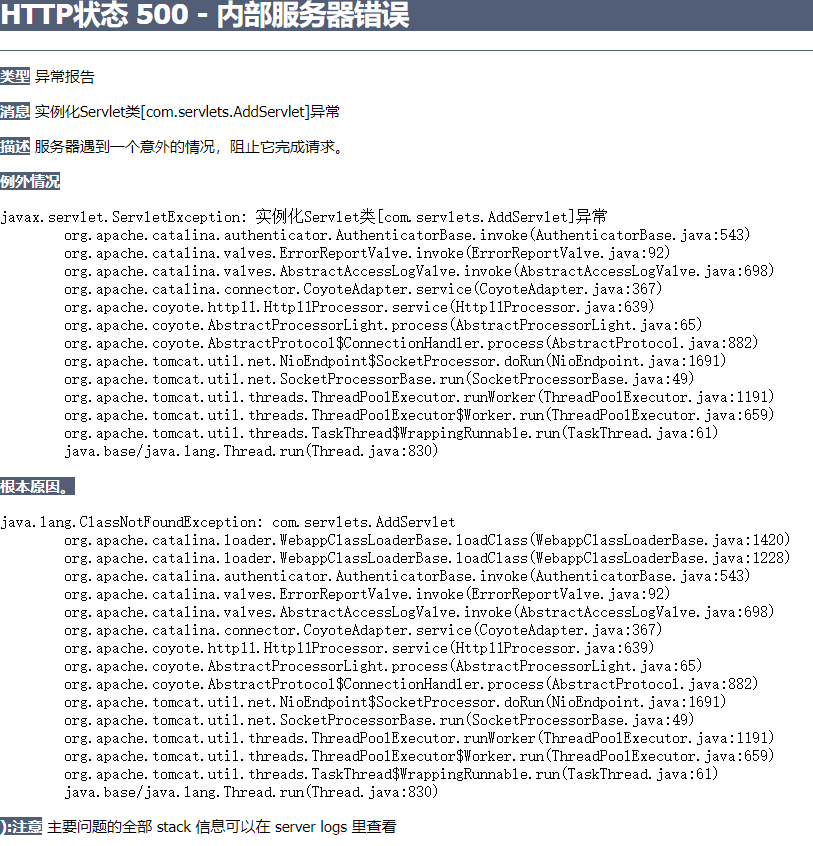 HTTP状态 500 - 内部服务器错误
类型 异常报告
消息 实例化Servlet类[com.servlets.AddServlet]异常
描述 服务器遇到一个意外的情况，阻止它完成请求。
例外情况
javax.servlet.ServletException: 实例化Servlet类[com.servlets.AddServlet]异常
org.apache.catalina.authenticator.AuthenticatorBase.invoke(AuthenticatorBase.java:543)
org.apache.catalina.valves.ErrorReportValve.invoke(ErrorReportValve.java:92)
org.apache.catalina.valves.AbstractAccessLogValve.invoke(AbstractAccessLogValve.java:698)
org.apache.catalina.connector.CoyoteAdapter.service(CoyoteAdapter.java:367)
org.apache.coyote.http11.Http11Processor.service(Http11Processor.java:639)
org.apache.coyote.AbstractProcessorLight.process(AbstractProcessorLight.java:65)
org.apache.coyote.AbstractProtocol$ConnectionHandler.process(AbstractProtocol.java:882)
org.apache.tomcat.util.net.NioEndpoint$SocketProcessor.doRun(NioEndpoint.java:1691)
org.apache.tomcat.util.net.SocketProcessorBase.run(SocketProcessorBase.java:49)
org.apache.tomcat.util.threads.ThreadPoolExecutor.runWorker(ThreadPoolExecutor.java:1191)
org.apache.tomcat.util.threads.ThreadPoolExecutor$Worker.run(ThreadPoolExecutor.java:659)
org.apache.tomcat.util.threads.TaskThread$WrappingRunnable.run(TaskThread.java:61)
java.base/java.lang.Thread.run(Thread.java:830)
根本原因。
java.lang.ClassNotFoundException: com.servlets.AddServlet
org.apache.catalina.loader.WebappClassLoaderBase.loadClass(WebappClassLoaderBase.java:1420)
org.apache.catalina.loader.WebappClassLoaderBase.loadClass(WebappClassLoaderBase.java:1228)
org.apache.catalina.authenticator.AuthenticatorBase.invoke(AuthenticatorBase.java:543)
org.apache.catalina.valves.ErrorReportValve.invoke(ErrorReportValve.java:92)
org.apache.catalina.valves.AbstractAccessLogValve.invoke(AbstractAccessLogValve.java:698)
org.apache.catalina.connector.CoyoteAdapter.service(CoyoteAdapter.java:367)
org.apache.coyote.http11.Http11Processor.service(Http11Processor.java:639)
org.apache.coyote.AbstractProcessorLight.process(AbstractProcessorLight.java:65)
org.apache.coyote.AbstractProtocol$ConnectionHandler.process(AbstractProtocol.java:882)
org.apache.tomcat.util.net.NioEndpoint$SocketProcessor.doRun(NioEndpoint.java:1691)
org.apache.tomcat.util.net.SocketProcessorBase.run(SocketProcessorBase.java:49)
org.apache.tomcat.util.threads.ThreadPoolExecutor.runWorker(ThreadPoolExecutor.java:1191)
org.apache.tomcat.util.threads.ThreadPoolExecutor$Worker.run(ThreadPoolExecutor.java:659)
org.apache.tomcat.util.threads.TaskThread$WrappingRunnable.run(TaskThread.java:61)
java.base/java.lang.Thread.run(Thread.java:830)
):注意 主要问题的全部 stack 信息可以在 server logs 里查看